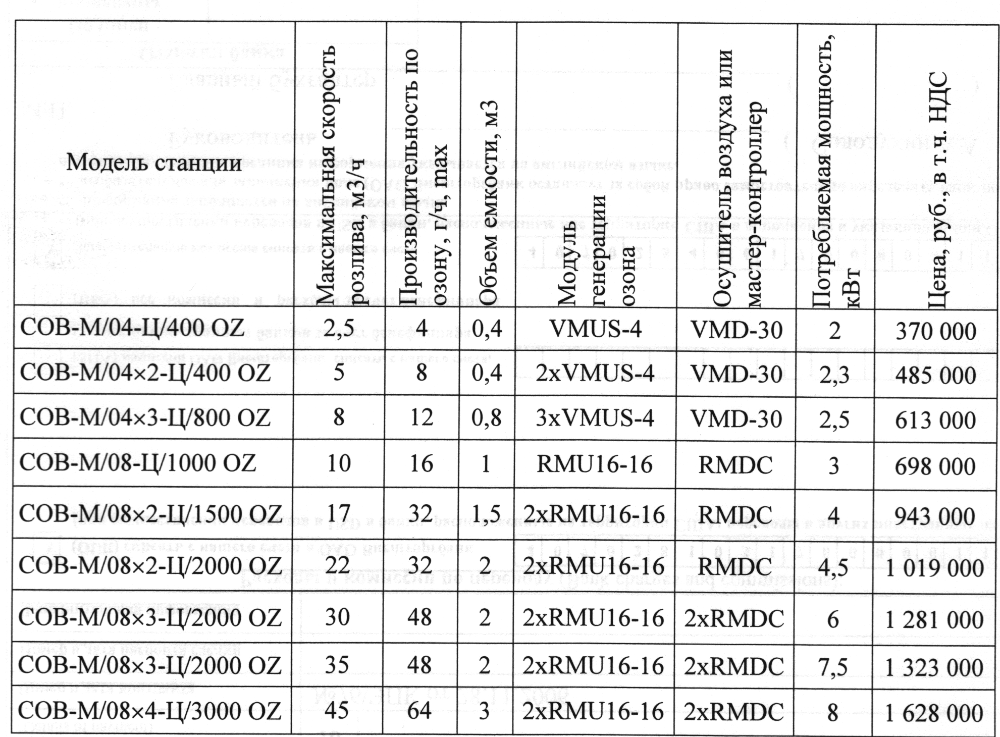 Модель станции
Максимальная скорость
розлива, м3/ч
Производительность по
озону, г/ч, max
Объем емкости, м3
Модуль
генерации
озона
Осушитель воздуха или
мастер-контроллер
Потребляемая мощность,
кВт
Цена, руб., в т.ч. НДС
СОВ-М/04-Ц/400 OZ 2,5 4 0,4 VMUS-4 VMD-30 2 370 000
СОВ-М/04×2-Ц/400 OZ 5 8 0,4 2xVMUS-4 VMD-30 2,3 485 000
СОВ-М/04×3-Ц/800 OZ 8 12 0,8 3xVMUS-4 VMD-30 2,5 613 000
СОВ-М/08-Ц/1000 OZ 10 16 1 RMU16-16 RMDC 3 698 000
СОВ-М/08×2-Ц/1500 OZ 17 32 1,5 2xRMU16-16 RMDC 4 943 000
СОВ-М/08×2-Ц/2000 OZ 22 32 2 2xRMU16-16 RMDC 4,5 1 019 000
СОВ-М/08×3-Ц/2000 OZ 30 48 2 2xRMU16-16 2xRMDC 6 1 281 000
СОВ-М/08×3-Ц/2000 OZ 35 48 2 2xRMU16-16 2xRMDC 7,5 1 323 000
СОВ-М/08×4-Ц/3000 OZ 45 64 3 2xRMU16-16 2xRMDC 8 1 628 000